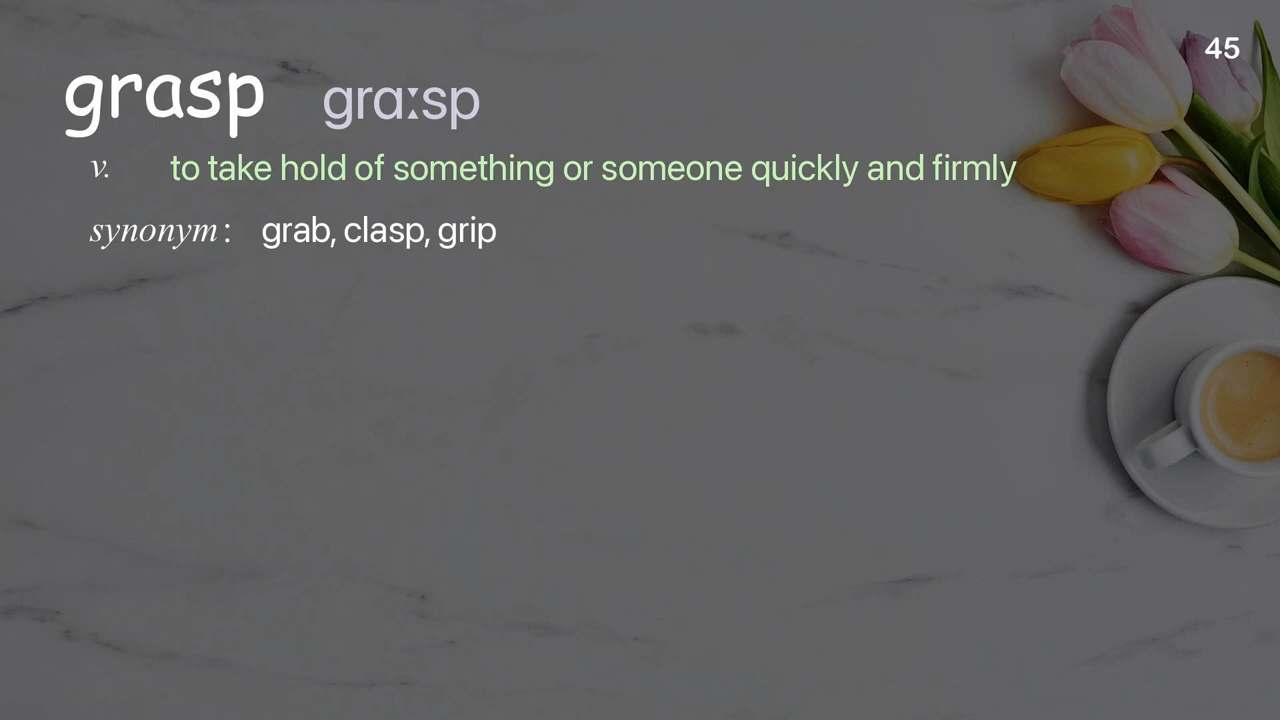 45
grasp grɑːsp
v. to take hold of something or someone quickly and firmly
synonym : grab, clasp, grip